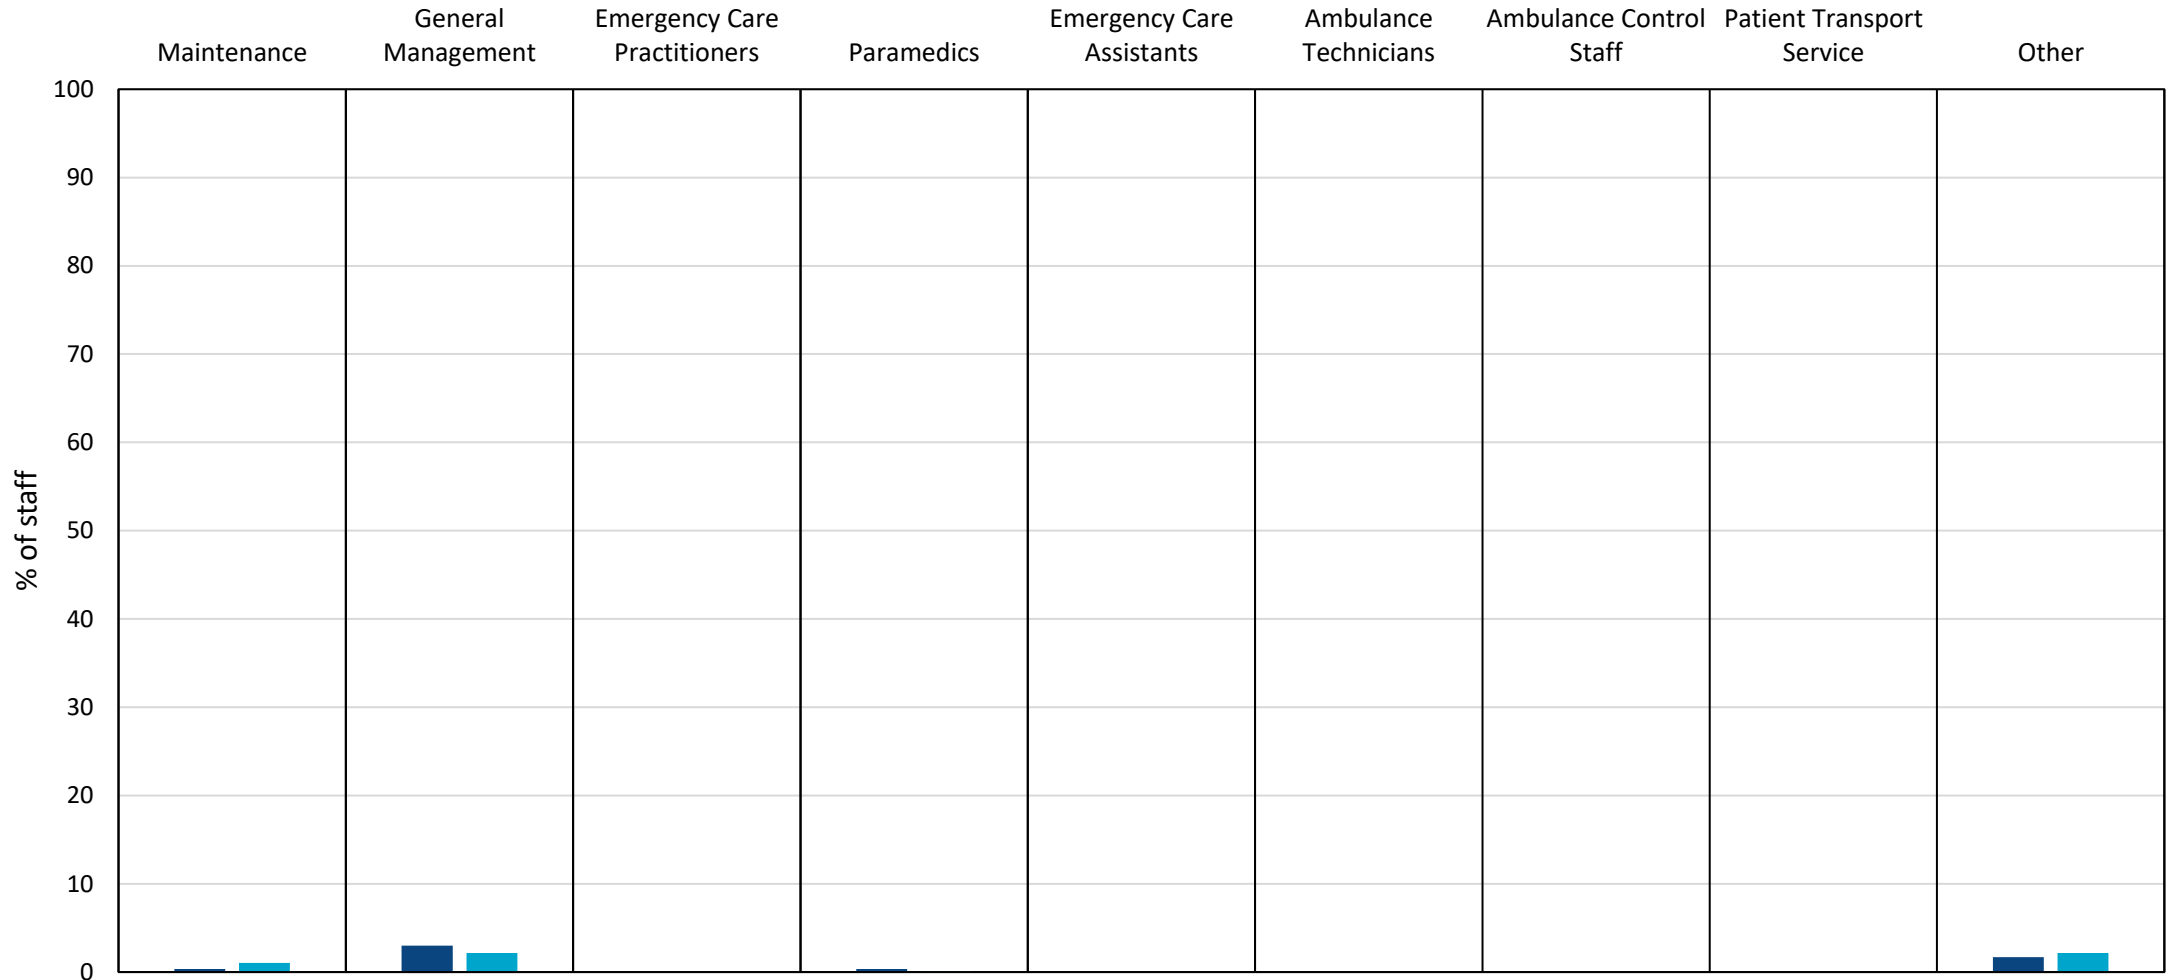 Maintenance
General
Management
Emergency Care
Practitioners
Paramedics
Emergency Care
Assistants
Ambulance
Technicians
Ambulance Control
Staff
Patient Transport
Service
Other
100
90
80
70
60
50
40
30
20
10
0
% of staff